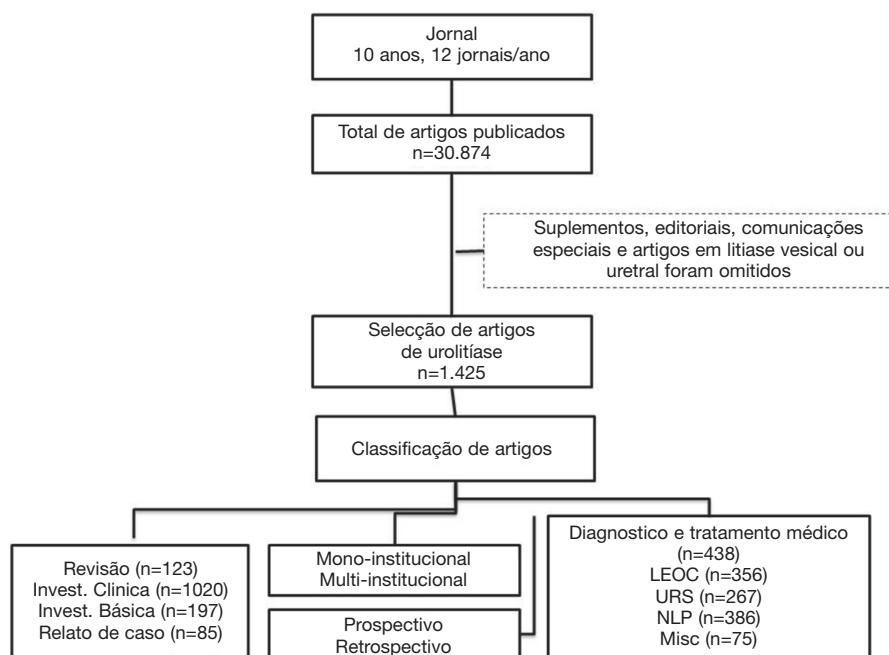 Jornal
10 anos, 12 jornais/ano
Total de artigos publicados
n=30.874
Suplementos, editoriais, comunicações
especiais e artigos em litiase vesical ou
uretral foram omitidos
Selecção de artigos
de urolitíase
n=1.425
Classificação de artigos
Revisão (n=123)
Invest. Clinica (n=1020)
Invest. Básica (n=197)
Relato de caso (n=85)
Mono-institucional
Multi-institucional
Prospectivo
Retrospectivo
Diagnostico e tratamento médico
(n=438)
LEOC (n=356)
URS (n=267)
NLP (n=386)
Misc (n=75)